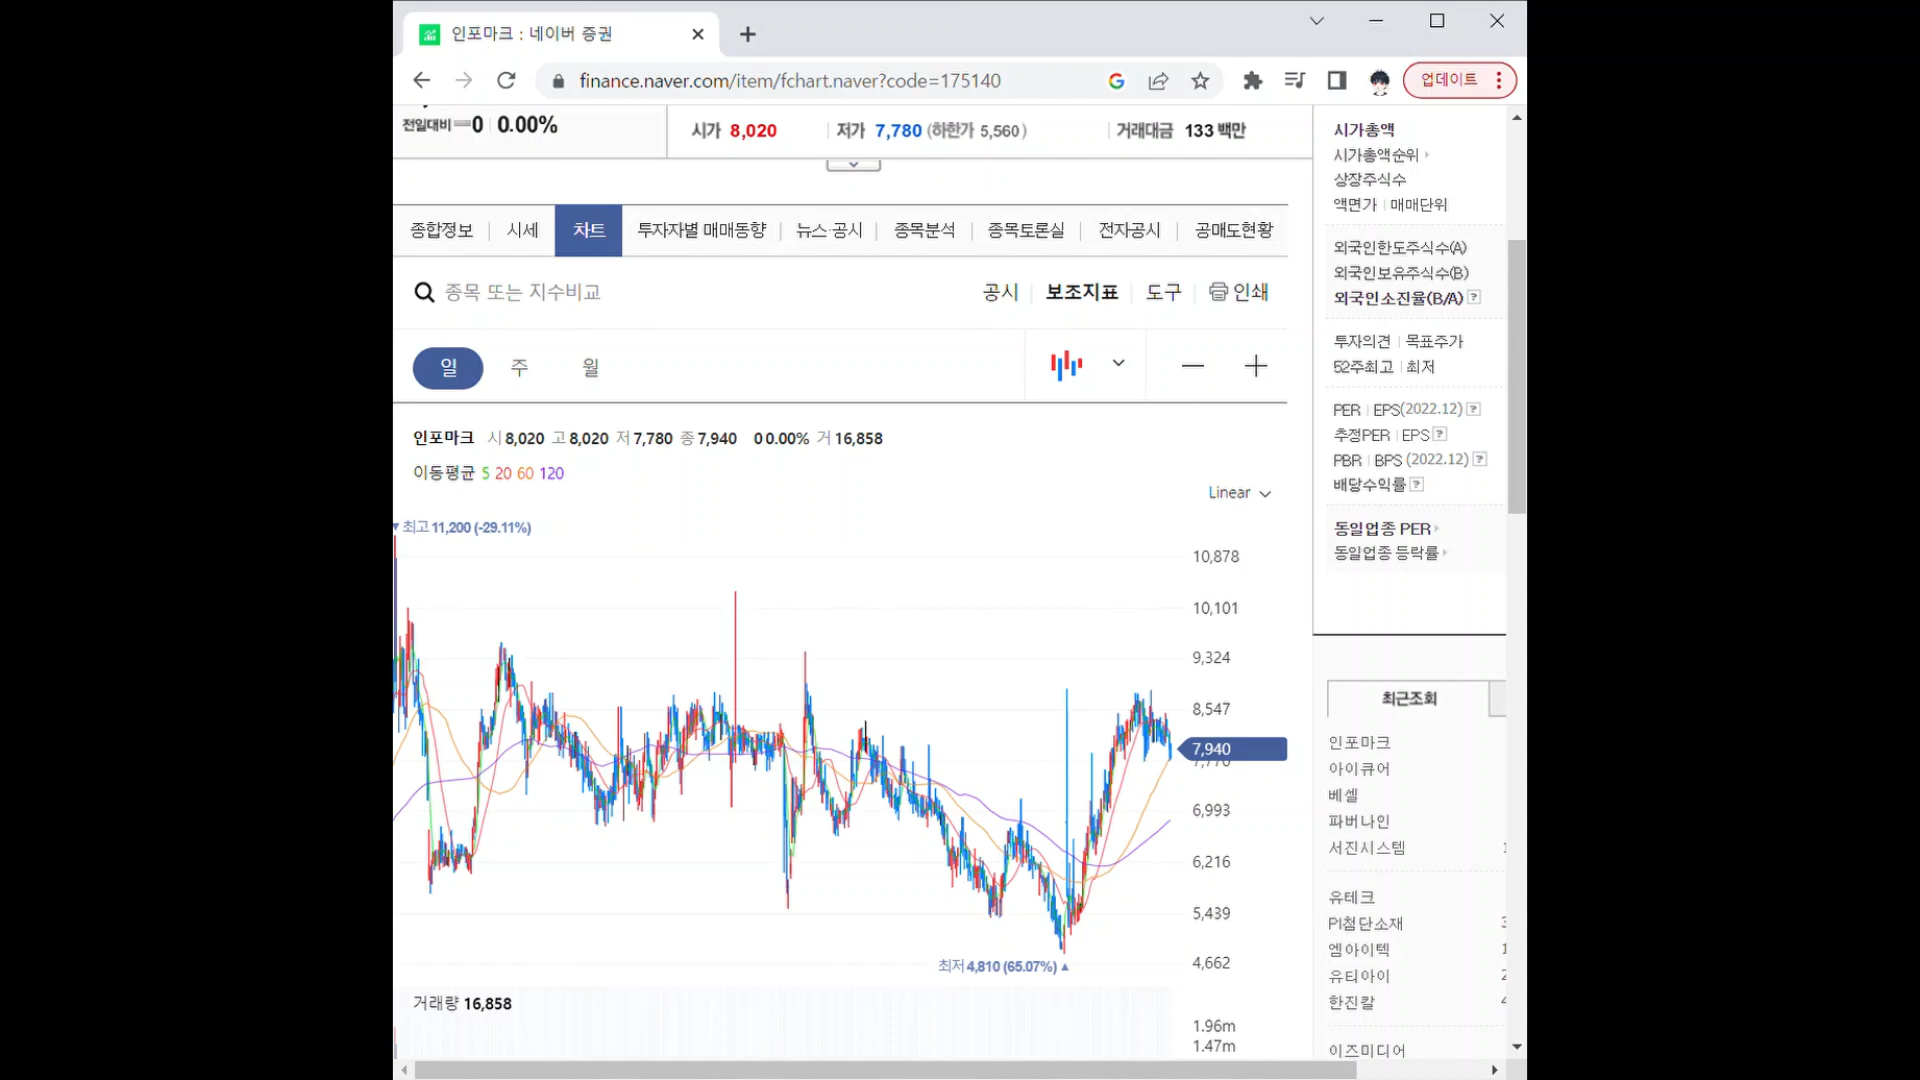 인포마크 : 네이버 증권
finance.naver.com/item/fchart.naver?code=175140
업데이트
전일대비 0 0.00%
시가 8,020 저가 7,780 (하한가 5,560) 거래대금 133 백만
종합정보 시세 차트 투자자별 매매동향 뉴스·공시 종목분석 종목토론실 전자공시 공매도현황
종목 또는 지수비교
공시 보조지표 도구 인쇄
일 주 월
인포마크 시 8,020 고 8,020 저 7,780 종 7,940 0 0.00% 거 16,858
이동평균 5 20 60 120
Linear
최고 11,200 (-29.11%)
10,878
10,101
9,324
8,547
7,940
7,770
6,993
6,216
5,439
4,662
최저 4,810 (65.07%)
거래량 16,858
1.96m
1.47m
시가총액
시가총액순위
상장주식수
액면가 매매단위
외국인한도주식수(A)
외국인보유주식수(B)
외국인소진율(B/A) ?
투자의견 목표주가
52주최고 최저
PER EPS(2022.12) ?
추정PER EPS ?
PBR BPS (2022.12) ?
배당수익률 ?
동일업종 PER
동일업종 등락률
최근조회
인포마크
아이큐어
베셀
파버나인
서진시스템 1
유테크
PI첨단소재 3
엠아이텍 1
유티아이 2
한진칼 4
이즈미디어